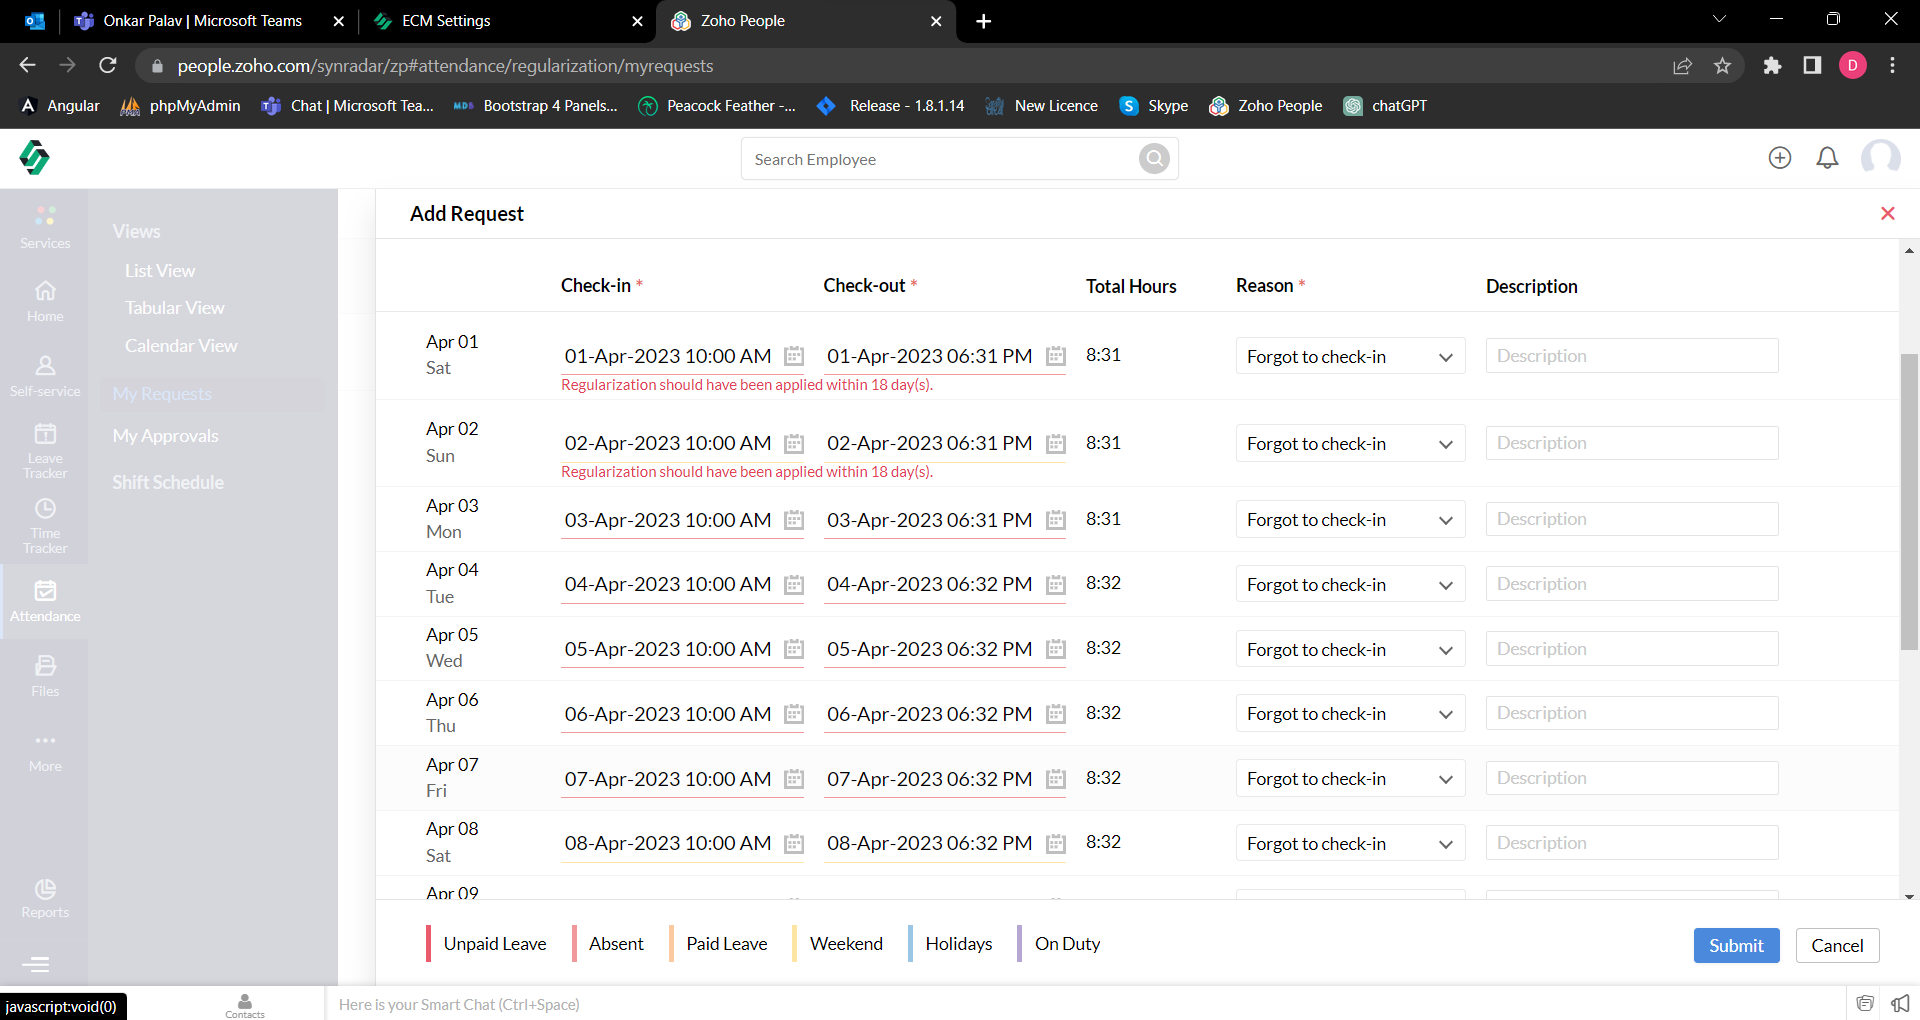 Onkar Palav | Microsoft Teams
ECM Settings
Zoho People
people.zoho.com/synradar/zp#attendance/regularization/myrequests
D
Angular
phpMyAdmin
Chat | Microsoft Tea...
MDB
Bootstrap 4 Panels...
Peacock Feather -...
Release - 1.8.1.14
New Licence
Skype
Zoho People
chatGPT
Search Employee
Services
Home
Self-service
Leave
Tracker
Time
Tracker
Attendance
Files
More
Reports
Views
List View
Tabular View
Calendar View
My Requests
My Approvals
Shift Schedule
Add Request
Check-in * Check-out * Total Hours Reason * Description
Apr 01
Sat
01-Apr-2023 10:00 AM 01-Apr-2023 06:31 PM 8:31 Forgot to check-in Description
Regularization should have been applied within 18 day(s).
Apr 02
Sun
02-Apr-2023 10:00 AM 02-Apr-2023 06:31 PM 8:31 Forgot to check-in Description
Regularization should have been applied within 18 day(s).
Apr 03
Mon
03-Apr-2023 10:00 AM 03-Apr-2023 06:31 PM 8:31 Forgot to check-in Description
Apr 04
Tue
04-Apr-2023 10:00 AM 04-Apr-2023 06:32 PM 8:32 Forgot to check-in Description
Apr 05
Wed
05-Apr-2023 10:00 AM 05-Apr-2023 06:32 PM 8:32 Forgot to check-in Description
Apr 06
Thu
06-Apr-2023 10:00 AM 06-Apr-2023 06:32 PM 8:32 Forgot to check-in Description
Apr 07
Fri
07-Apr-2023 10:00 AM 07-Apr-2023 06:32 PM 8:32 Forgot to check-in Description
Apr 08
Sat
08-Apr-2023 10:00 AM 08-Apr-2023 06:32 PM 8:32 Forgot to check-in Description
Apr 09
Unpaid Leave Absent Paid Leave Weekend Holidays On Duty
Submit Cancel
javascript:void(0)
Contacts
Here is your Smart Chat (Ctrl+Space)